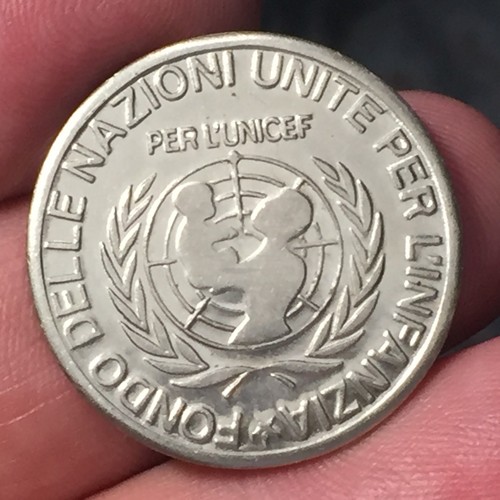 FONDO DELLE NAZIONI UNITE PER L'INFANZIA
PER L'UNICEF